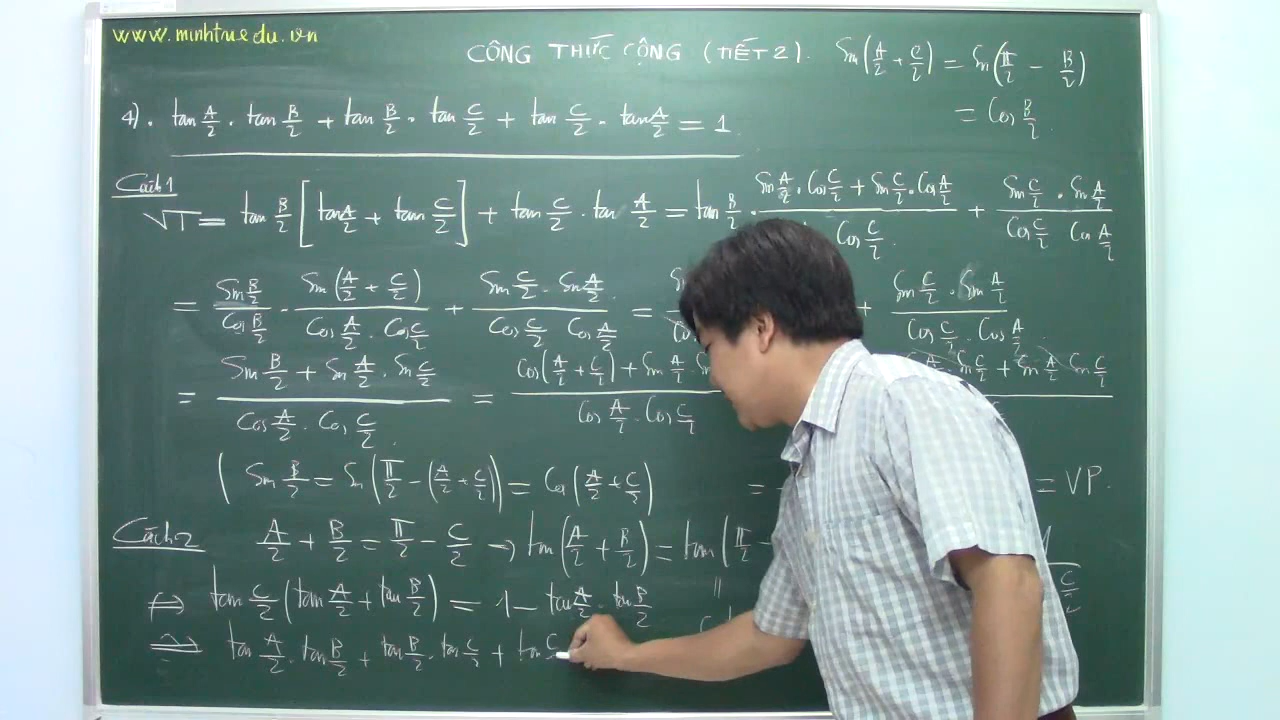 www.minhtue​du.vn
CÔNG THỨC CỘNG (TIẾT 2).
Sin(A/2 + C/2) = Sin(π/2 - B/2)
= Cos B/2
4). tan A/2 . tan B/2 + tan B/2 . tan C/2 + tan C/2 . tan A/2 = 1.
Cách 1
VT = tan B/2 [tan A/2 + tan C/2] + tan C/2 . tan A/2 = tan B/2 . (Sin A/2 . Cos C/2 + Sin C/2 . Cos A/2) / Cos C/2 + (Sin C/2 . Sin A/2) / (Cos C/2 Cos A/2)
= Sin B/2 / Cos B/2 . Sin(A/2 + C/2) / (Cos A/2 . Cos C/2) + (Sin C/2 . Sin A/2) / (Cos C/2 Cos A/2) = + (Sin C/2 . Sin A/2) / (Cos C/2 . Cos A/2)
= (Sin B/2 + Sin A/2 . Sin C/2) / (Cos A/2 . Cos C/2) = (Cos(A/2 + C/2) + Sin A/2 . / (Cos A/2 . Cos C/2) . Sin C/2 + Sin A/2 Sin C/2
(Sin B/2 = Sin(π/2 - (A/2 + C/2)) = Cos(A/2 + C/2) = = VP.
Cách 2 A/2 + B/2 = π/2 - C/2 → tan(A/2 + B/2) = tan(π/2 -
⇔ tan C/2 (tan A/2 + tan B/2) = 1 - tan A/2 . tan B/2
⇔ tan A/2 . tan B/2 + tan B/2 . tan C/2 + tan C